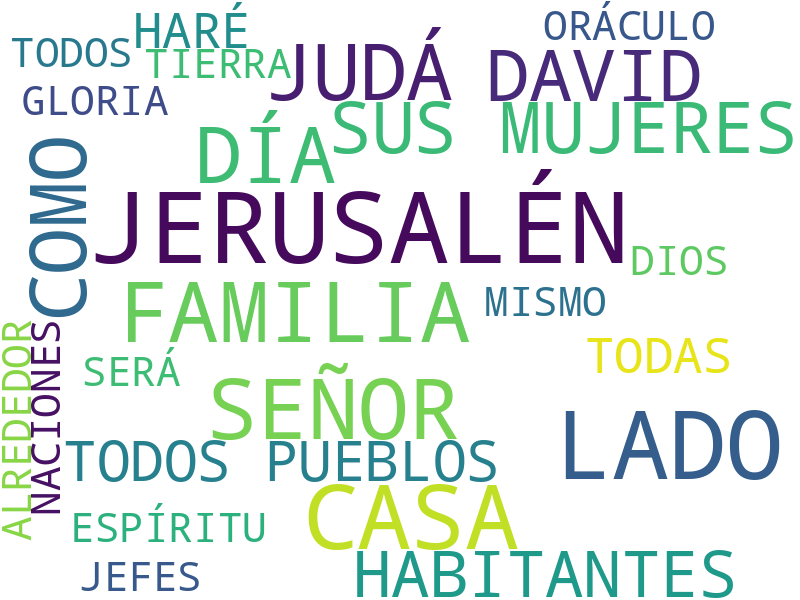 HARÉ
ORÁCULO
TODOS
TIERRA
JUDÁ
DAVID
GLORIA
SUS MUJERES
DÍA
COMO
JERUSALÉN
DIOS
FAMILIA
MISMO
NACIONES
ALREDEDOR
TODAS
SERÁ
SEÑOR
LADO
TODOS PUEBLOS
CASA
ESPÍRITU
HABITANTES
JEFES